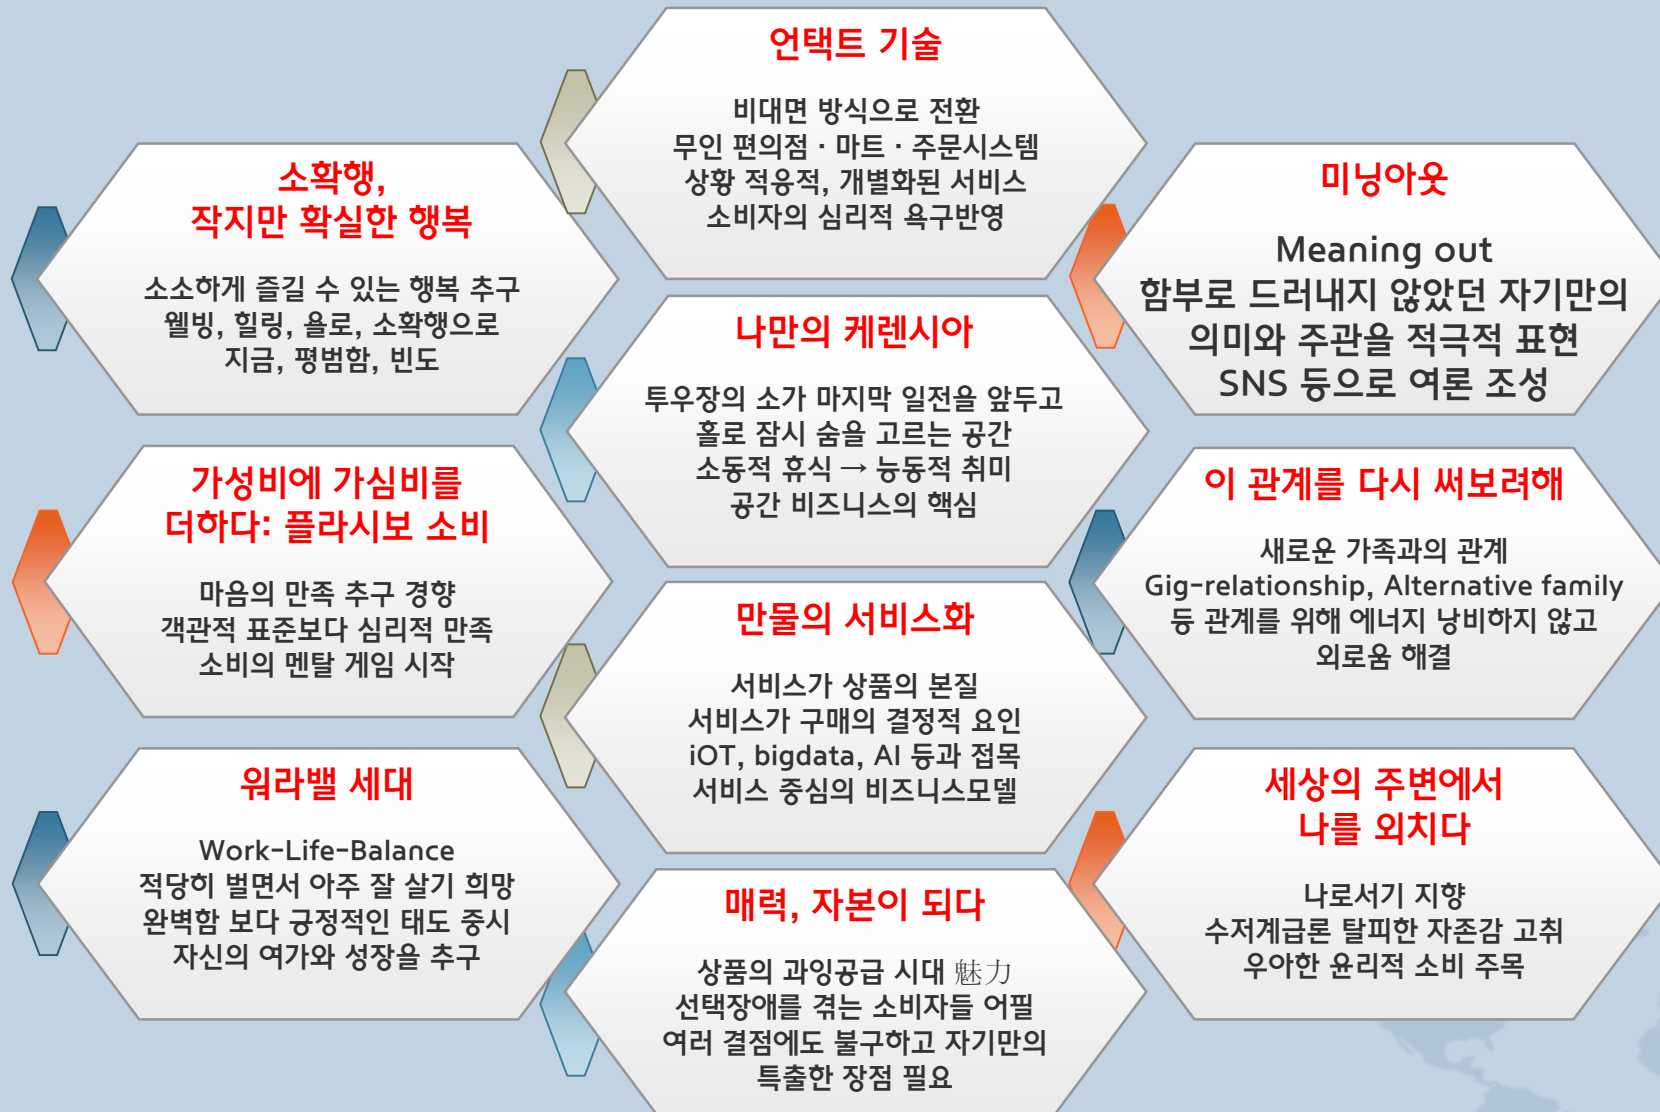 소확행,
작지만 확실한 행복
소소하게 즐길 수 있는 행복 추구
웰빙, 힐링, 욜로, 소확행으로
지금, 평범함, 빈도
가성비에 가심비를
더하다: 플라시보 소비
마음의 만족 추구 경향
객관적 표준보다 심리적 만족
소비의 멘탈 게임 시작
워라밸 세대
Work-Life-Balance
적당히 벌면서 아주 잘 살기 희망
완벽함 보다 긍정적인 태도 중시
자신의 여가와 성장을 추구
언택트 기술
비대면 방식으로 전환
무인 편의점 · 마트 · 주문시스템
상황 적응적, 개별화된 서비스
소비자의 심리적 욕구반영
나만의 케렌시아
투우장의 소가 마지막 일전을 앞두고
홀로 잠시 숨을 고르는 공간
소동적 휴식 → 능동적 취미
공간 비즈니스의 핵심
만물의 서비스화
서비스가 상품의 본질
서비스가 구매의 결정적 요인
iOT, bigdata, AI 등과 접목
서비스 중심의 비즈니스모델
매력, 자본이 되다
상품의 과잉공급 시대 魅力
선택장애를 겪는 소비자들 어필
여러 결점에도 불구하고 자기만의
특출한 장점 필요
미닝아웃
Meaning out
함부로 드러내지 않았던 자기만의
의미와 주관을 적극적 표현
SNS 등으로 여론 조성
이 관계를 다시 써보려해
새로운 가족과의 관계
Gig-relationship, Alternative family
등 관계를 위해 에너지 낭비하지 않고
외로움 해결
세상의 주변에서
나를 외치다
나로서기 지향
수저계급론 탈피한 자존감 고취
우아한 윤리적 소비 주목